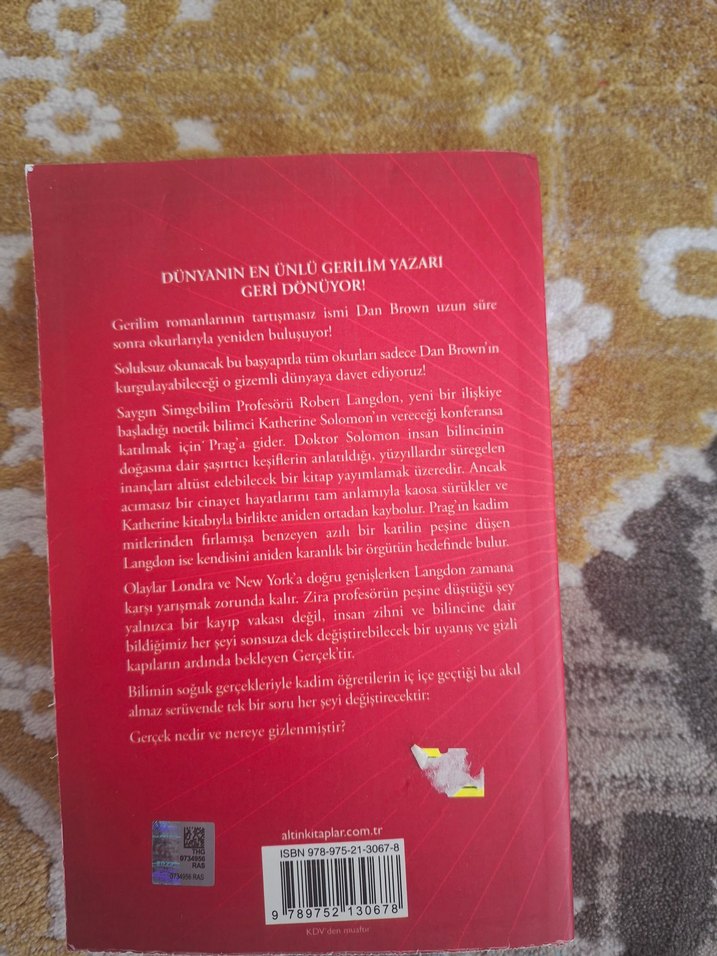 DÜNYANIN EN ÜNLÜ GERİLİM YAZARI
GERİ DÖNÜYOR!
Gerilim romanlarının tartışmasız ismi Dan Brown uzun süre
sonra okurlarıyla yeniden buluşuyor!
Soluksuz okunacak bu başyapıtla tüm okurları sadece Dan Brown'ın
kurgulayabileceği o gizemli dünyaya davet ediyoruz!
Saygın Simgebilim Profesörü Robert Langdon, yeni bir ilişkiye
başladığı noetik bilimci Katherine Solomon'ın vereceği konferansa
katılmak için Prag'a gider. Doktor Solomon insan bilincinin
doğasına dair şaşırtıcı keşiflerin anlatıldığı, yüzyıllardır süregelen
inançları altüst edebilecek bir kitap yayımlamak üzeredir. Ancak
acımasız bir cinayet hayatlarını tam anlamıyla kaosa sürükler ve
Katherine kitabıyla birlikte aniden ortadan kaybolur. Prag'ın kadim
mitlerinden fırlamışa benzeyen azılı bir katilin peşine düşen
Langdon ise kendisini aniden karanlık bir örgütün hedefinde bulur.
Olaylar Londra ve New York'a doğru genişlerken Langdon zamana
karşı yarışmak zorunda kalır. Zira profesörün peşine düştüğü şey
yalnızca bir kayıp vakası değil, insan zihni ve bilincine dair
bildiğimiz her şeyi sonsuza dek değiştirebilecek bir uyanış ve gizli
kapıların ardında bekleyen Gerçek'tir.
Bilimin soğuk gerçekleriyle kadim öğretilerin iç içe geçtiği bu akıl
almaz serüvende tek bir soru her şeyi değiştirecektir:
Gerçek nedir ve nereye gizlenmiştir?
THG
0734956
RAS
0734956 RAS
altinkitaplar.com.tr
ISBN 978-975-21-3067-8
9 789752 130678
KDV'den muaftır